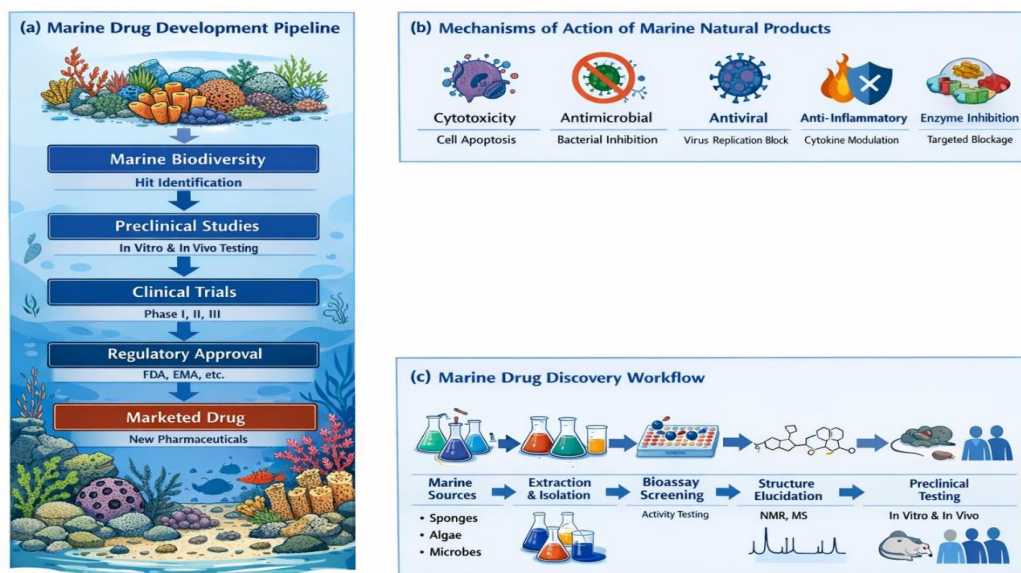 (a) Marine Drug Development Pipeline
Marine Biodiversity
Hit Identification
Preclinical Studies
In Vitro & In Vivo Testing
Clinical Trials
Phase I, II, III
Regulatory Approval
FDA, EMA, etc.
Marketed Drug
New Pharmaceuticals
(b) Mechanisms of Action of Marine Natural Products
Cytotoxicity
Cell Apoptosis
Antimicrobial
Bacterial Inhibition
Antiviral
Virus Replication Block
Anti-Inflammatory
Cytokine Modulation
Enzyme Inhibition
Targeted Blockage
(c) Marine Drug Discovery Workflow
Marine
Sources
• Sponges
• Algae
• Microbes
Extraction
& Isolation
Bioassay
Screening
Activity Testing
Structure
Elucidation
NMR, MS
Preclinical
Testing
In Vitro & In Vivo